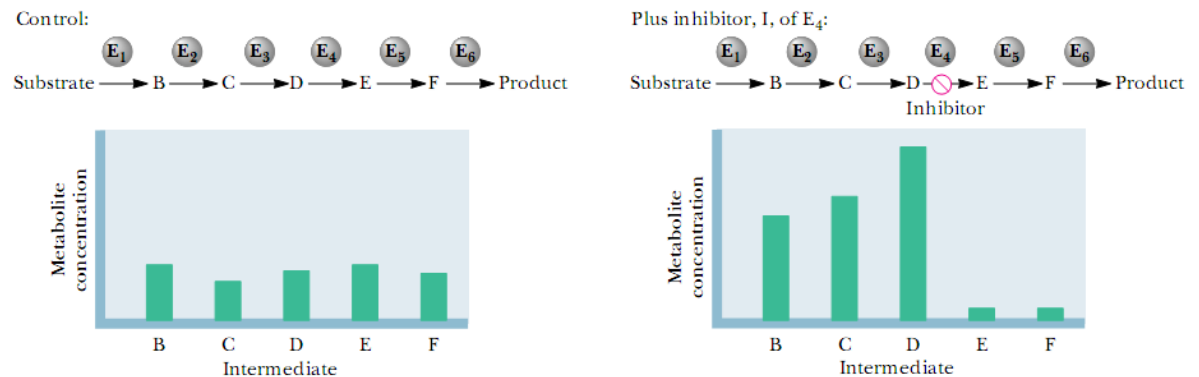 Control:
E1 E2 E3 E4 E5 E6
Substrate B C D E F Product
Metabolite
concentration
B C D E F
Intermediate
Plus inhibitor, I, of E4:
E1 E2 E3 E4 E5 E6
Substrate B C D E F Product
Inhibitor
Metabolite
concentration
B C D E F
Intermediate